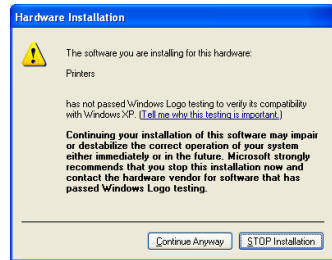 Hardware Installation
The software you are installing for this hardware:
Printers
has not passed Windows Logo testing to verify its compatibility
with Windows XP. (Tell me why this testing is important.)
Continuing your installation of this software may impair
or destabilize the correct operation of your system
either immediately or in the future. Microsoft strongly
recommends that you stop this installation now and
contact the hardware vendor for software that has
passed Windows Logo testing.
Continue Anyway
STOP Installation